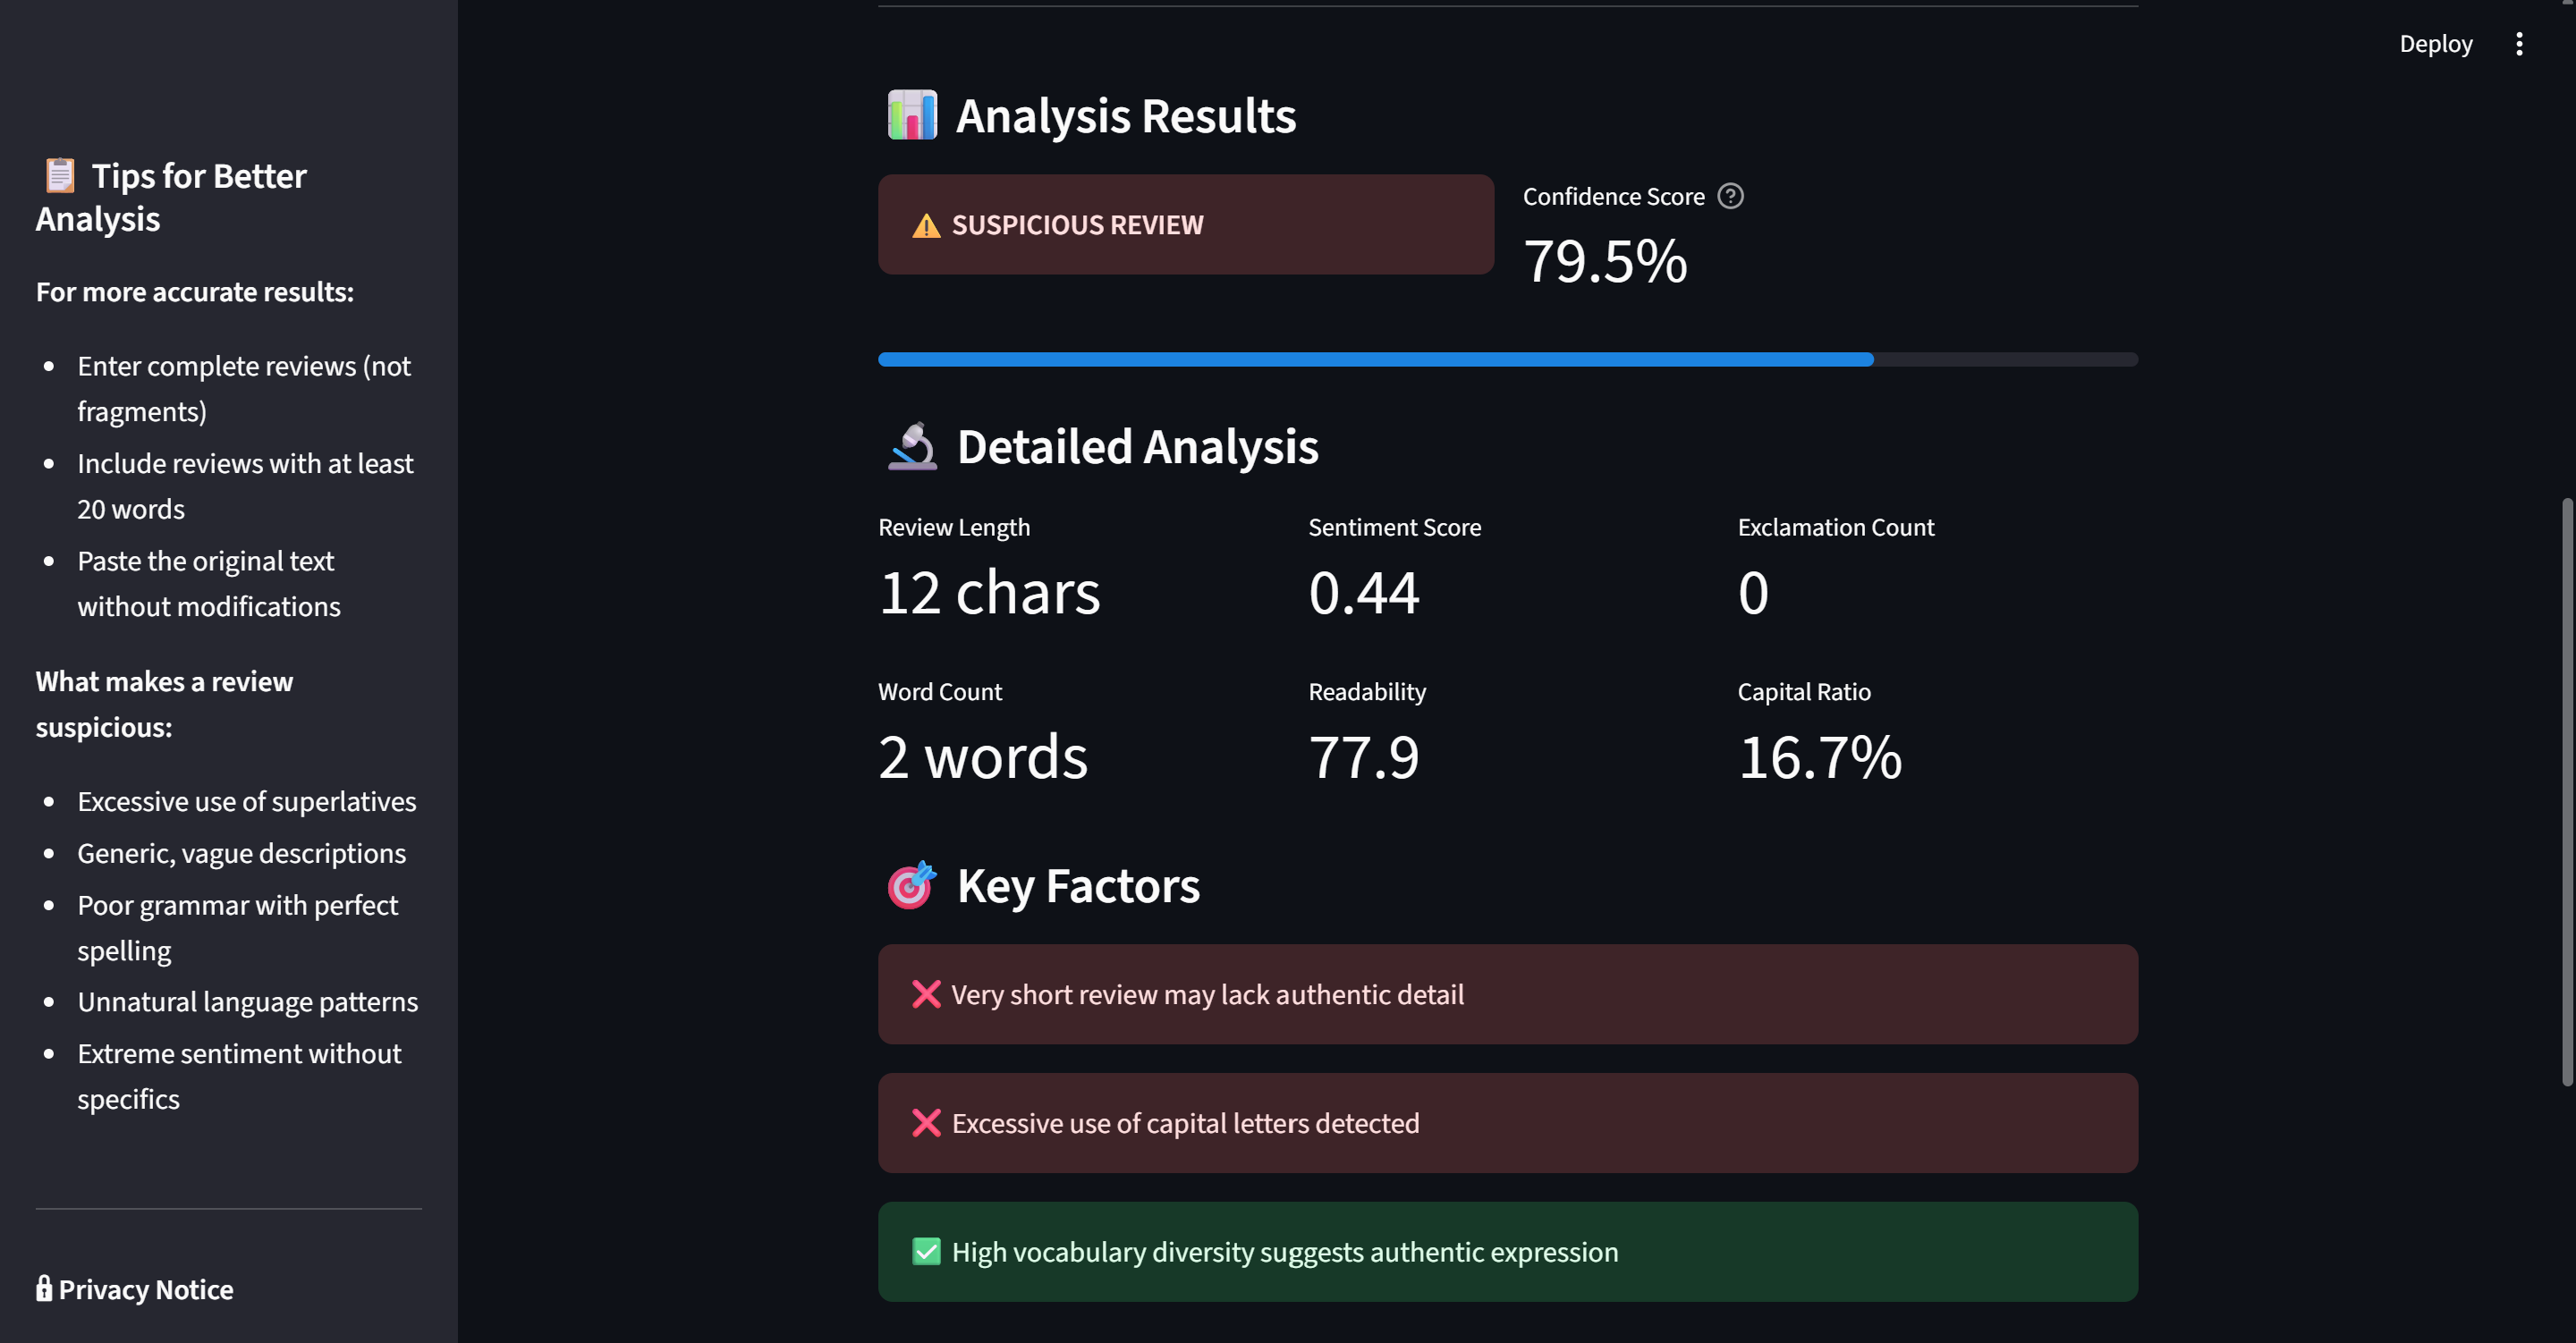 Tips for Better
Analysis
For more accurate results:
Enter complete reviews (not
fragments)
Include reviews with at least
20 words
Paste the original text
without modifications
What makes a review
suspicious:
Excessive use of superlatives
Generic, vague descriptions
Poor grammar with perfect
spelling
Unnatural language patterns
Extreme sentiment without
specifics
Privacy Notice
Deploy
Analysis Results
SUSPICIOUS REVIEW
Confidence Score
79.5%
Detailed Analysis
Review Length
12 chars
Sentiment Score
0.44
Exclamation Count
0
Word Count
2 words
Readability
77.9
Capital Ratio
16.7%
Key Factors
Very short review may lack authentic detail
Excessive use of capital letters detected
High vocabulary diversity suggests authentic expression